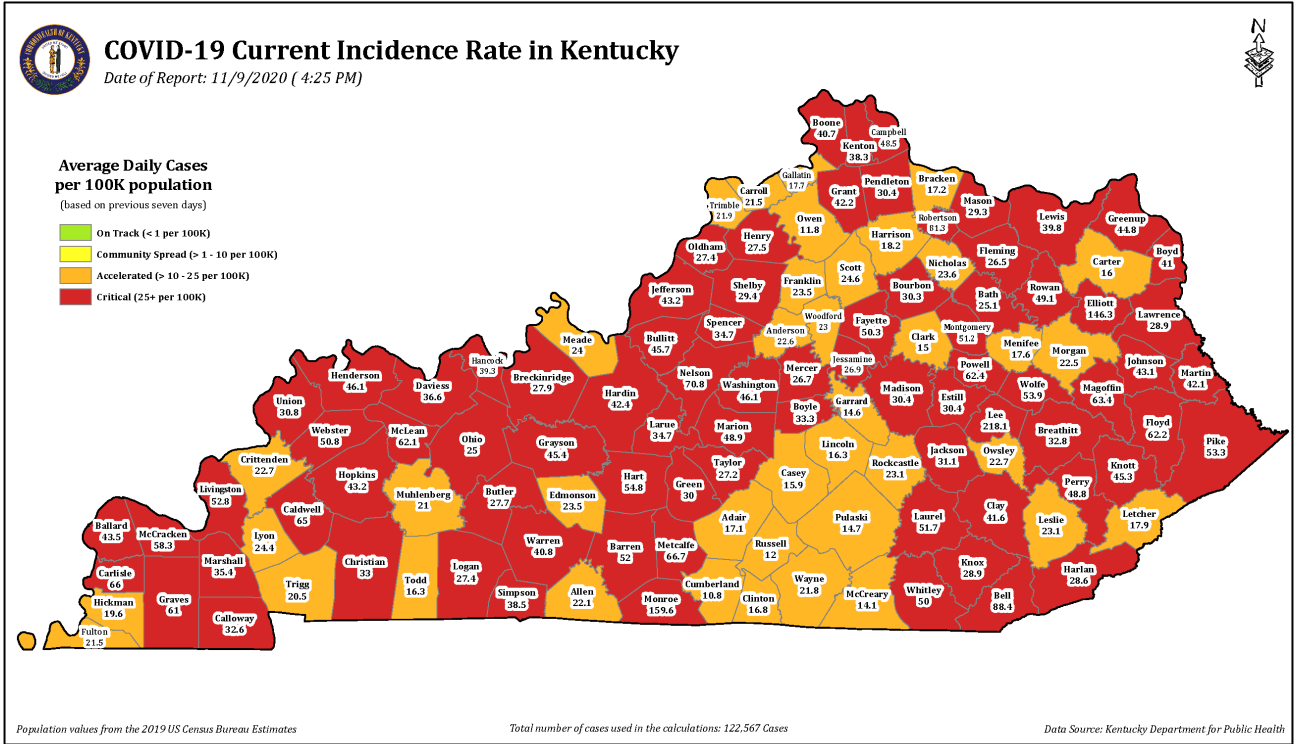 COVID-19 Current Incidence Rate in Kentucky
Date of Report: 11/9/2020 ( 4:25 PM)
N
Average Daily Cases
per 100K population
(based on previous seven days)
On Track (< 1 per 100K)
Community Spread (> 1 - 10 per 100K)
Accelerated (> 10 - 25 per 100K)
Critical (25+ per 100K)
Boone
40.7
Kenton
38.3
Campbell
48.5
Gallatin
17.7
Carroll
21.5
Trimble
21.9
Grant
42.2
Pendleton
30.4
Bracken
17.2
Mason
29.3
Robertson
81.3
Lewis
39.8
Greenup
44.8
Boyd
41
Carter
16
Owen
11.8
Henry
27.5
Oldham
27.4
Harrison
18.2
Nicholas
23.6
Fleming
26.5
Scott
24.6
Franklin
23.5
Shelby
29.4
Jefferson
43.2
Bourbon
30.3
Bath
25.1
Rowan
49.1
Elliott
146.3
Lawrence
28.9
Spencer
34.7
Bullitt
45.7
Anderson
22.6
Woodford
23
Fayette
50.3
Clark
15
Montgomery
51.2
Menifee
17.6
Morgan
22.5
Johnson
43.1
Martin
42.1
Meade
24
Hancock
39.3
Breckinridge
27.9
Hardin
42.4
Nelson
70.8
Washington
46.1
Mercer
26.7
Jessamine
26.9
Madison
30.4
Powell
62.4
Estill
30.4
Wolfe
53.9
Magoffin
63.4
Henderson
46.1
Daviess
36.6
Union
30.8
Webster
50.8
McLean
62.1
Ohio
25
Grayson
45.4
Larue
34.7
Marion
48.9
Boyle
33.3
Garrard
14.6
Lincoln
16.3
Lee
218.1
Breathitt
32.8
Floyd
62.2
Pike
53.3
Crittenden
22.7
Livingston
52.8
Hopkins
43.2
Caldwell
65
Muhlenberg
21
Butler
27.7
Edmonson
23.5
Hart
54.8
Green
30
Taylor
27.2
Casey
15.9
Rockcastle
23.1
Jackson
31.1
Owsley
22.7
Perry
48.8
Knott
45.3
Letcher
17.9
Leslie
23.1
Clay
41.6
Laurel
51.7
Pulaski
14.7
Adair
17.1
Russell
12
Ballard
43.5
McCracken
58.3
Marshall
35.4
Lyon
24.4
Carlisle
66
Hickman
19.6
Fulton
21.5
Graves
61
Calloway
32.6
Trigg
20.5
Christian
33
Todd
16.3
Logan
27.4
Warren
40.8
Simpson
38.5
Allen
22.1
Barren
52
Metcalfe
66.7
Monroe
159.6
Cumberland
10.8
Clinton
16.8
Wayne
21.8
McCreary
14.1
Whitley
50
Knox
28.9
Bell
88.4
Harlan
28.6
Population values from the 2019 US Census Bureau Estimates
Total number of cases used in the calculations: 122,567 Cases
Data Source: Kentucky Department for Public Health